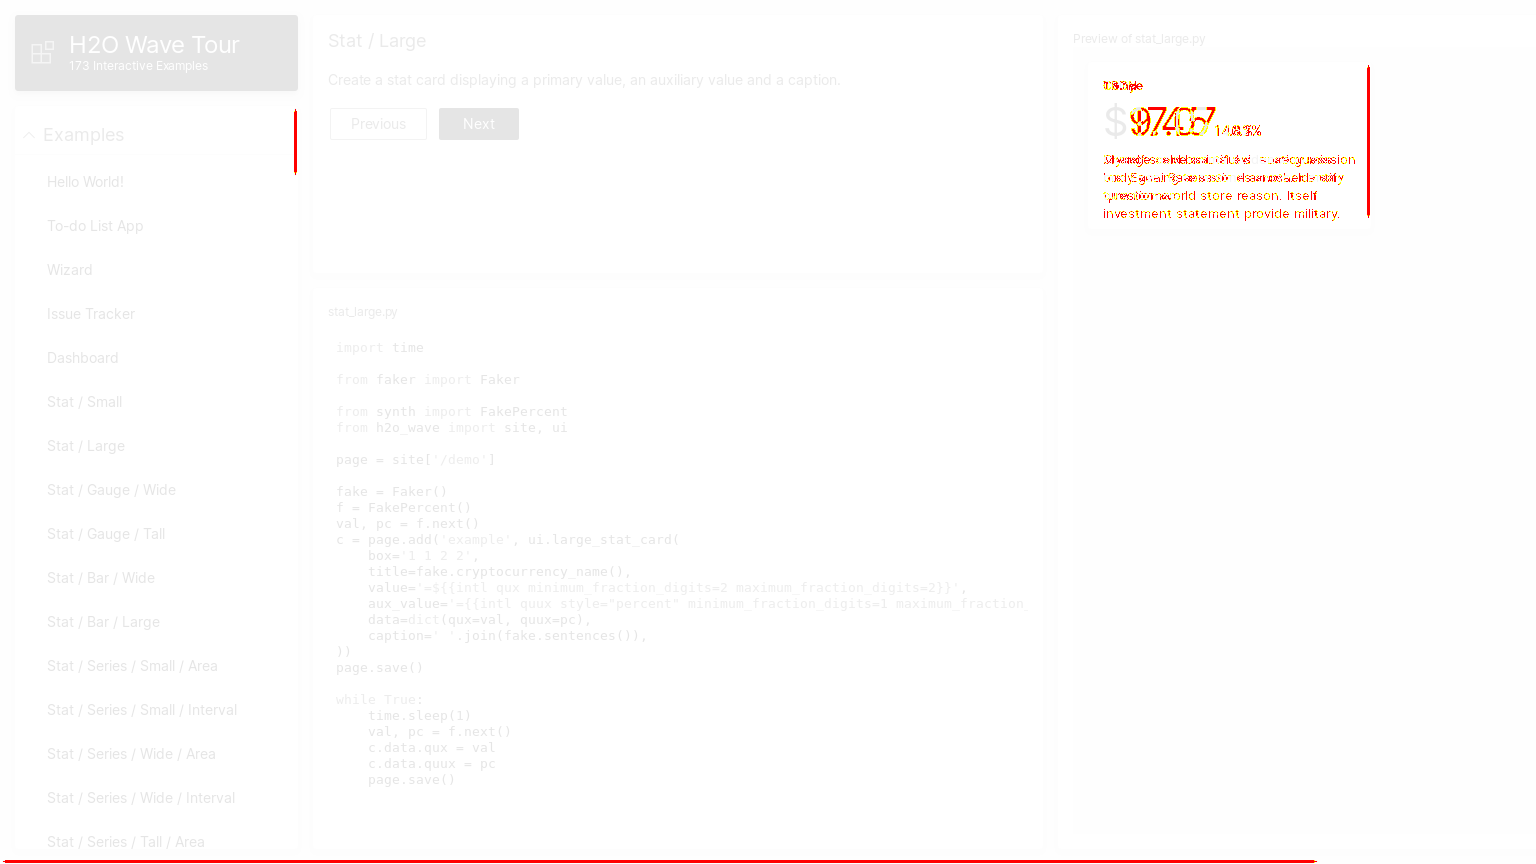 H2O Wave Tour
173 Interactive Examples
Examples
Hello World!
To-do List App
Wizard
Issue Tracker
Dashboard
Stat / Small
Stat / Large
Stat / Gauge / Wide
Stat / Gauge / Tall
Stat / Bar / Wide
Stat / Bar / Large
Stat / Series / Small / Area
Stat / Series / Small / Interval
Stat / Series / Wide / Area
Stat / Series / Wide / Interval
Stat / Series / Tall / Area
Stat / Large
Create a stat card displaying a primary value, an auxiliary value and a caption.
Previous
Next
stat_large.py
import time
from faker import Faker
from synth import FakePercent
from h2o_wave import site, ui
page = site['/demo']
fake = Faker()
f = FakePercent()
val, pc = f.next()
c = page.add('example', ui.large_stat_card(
    box='1 1 2 2',
    title=fake.cryptocurrency_name(),
    value='=${{intl qux minimum_fraction_digits=2 maximum_fraction_digits=2}}',
    aux_value='={{intl quux style="percent" minimum_fraction_digits=1 maximum_fraction_
    data=dict(qux=val, quux=pc),
    caption=' '.join(fake.sentences()),
))
page.save()
while True:
    time.sleep(1)
    val, pc = f.next()
    c.data.qux = val
    c.data.quux = pc
    page.save()
Preview of stat_large.py
$
world store reason. Itself
investment statement provide military.